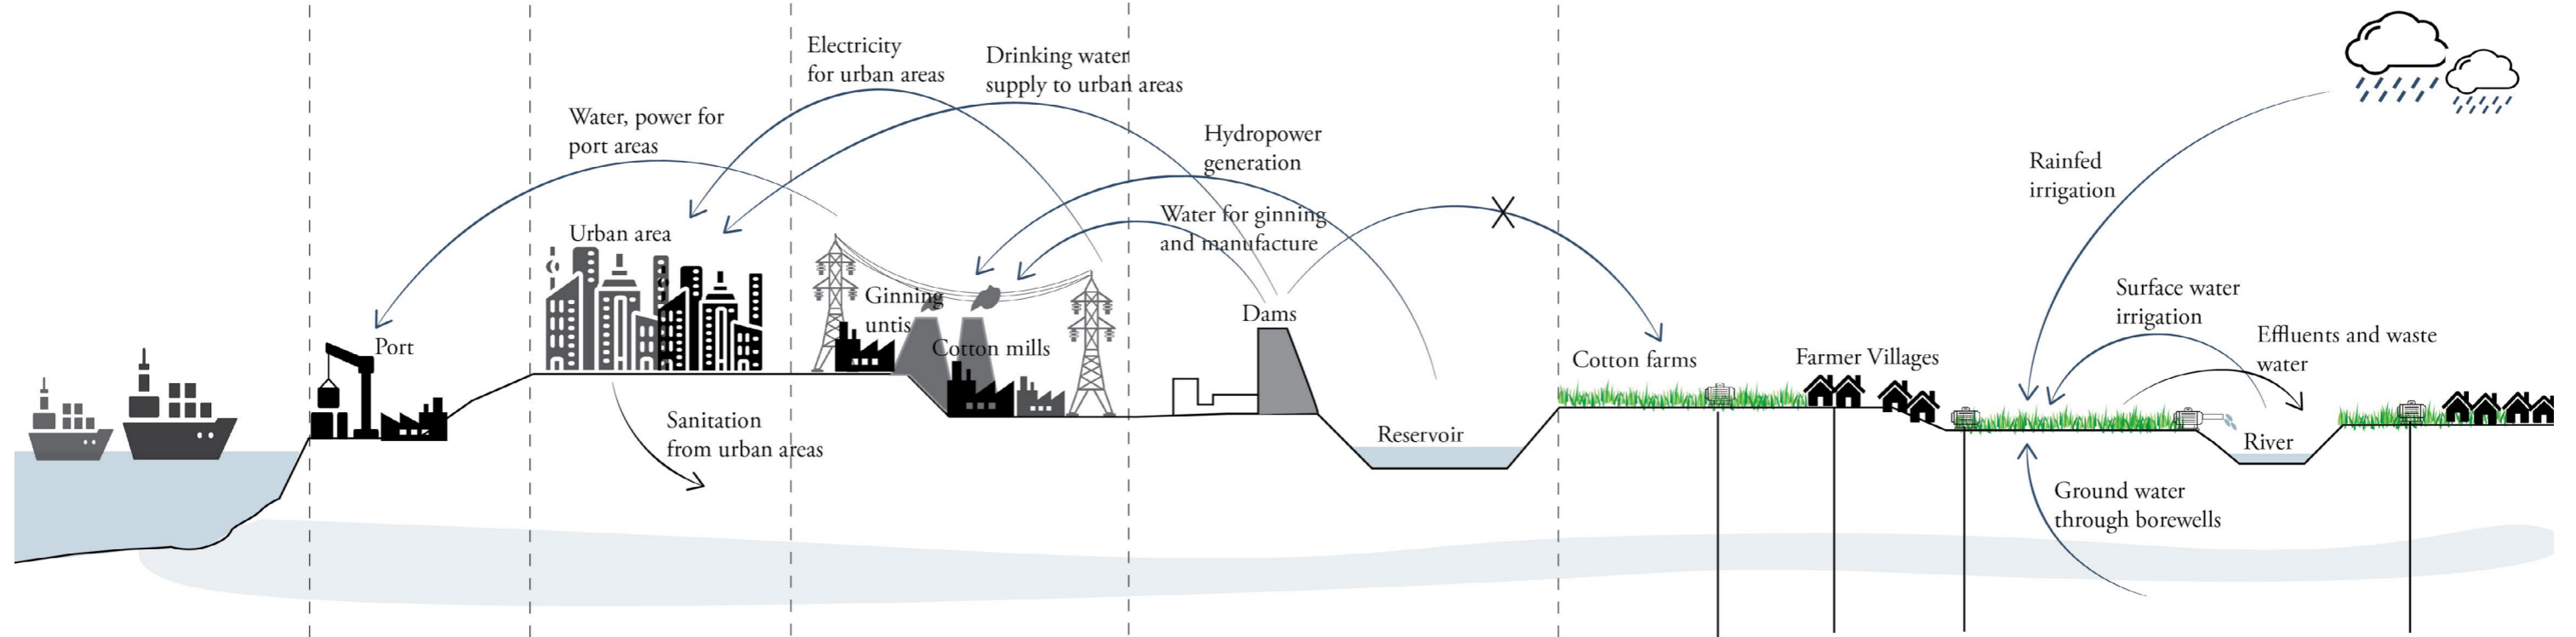 Electricity
for urban areas
Drinking water
supply to urban areas
Water, power for
port areas
Hydropower
generation
Rainfed
irrigation
Water for ginning
and manufacture
Urban area
Ginning
untis
Cotton mills
Dams
Port
Surface water
irrigation
Effluents and waste
water
Cotton farms
Farmer Villages
Sanitation
from urban areas
Reservoir
River
Ground water
through borewells